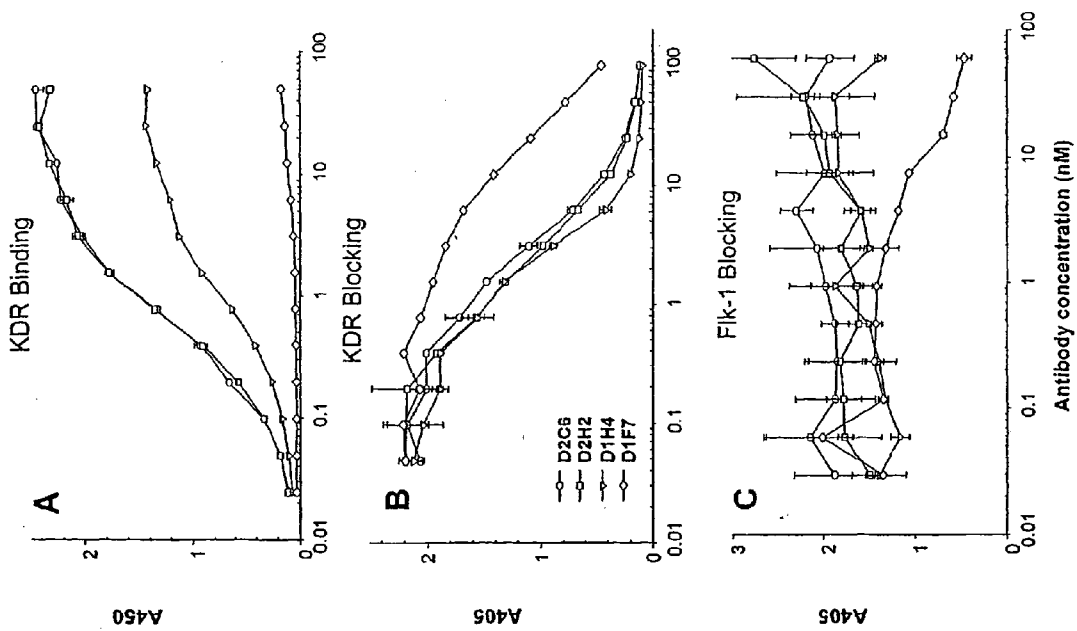 KDR Binding
A
A450
2
1
0
0.01
0.1
1
10
100
KDR Blocking
B
A405
2
1
0
0.01
0.1
1
10
100
D2C6
D2H2
D1H4
D1F7
Flk-1 Blocking
C
A405
3
2
1
0
0.01
0.1
1
10
100
Antibody concentration (nM)